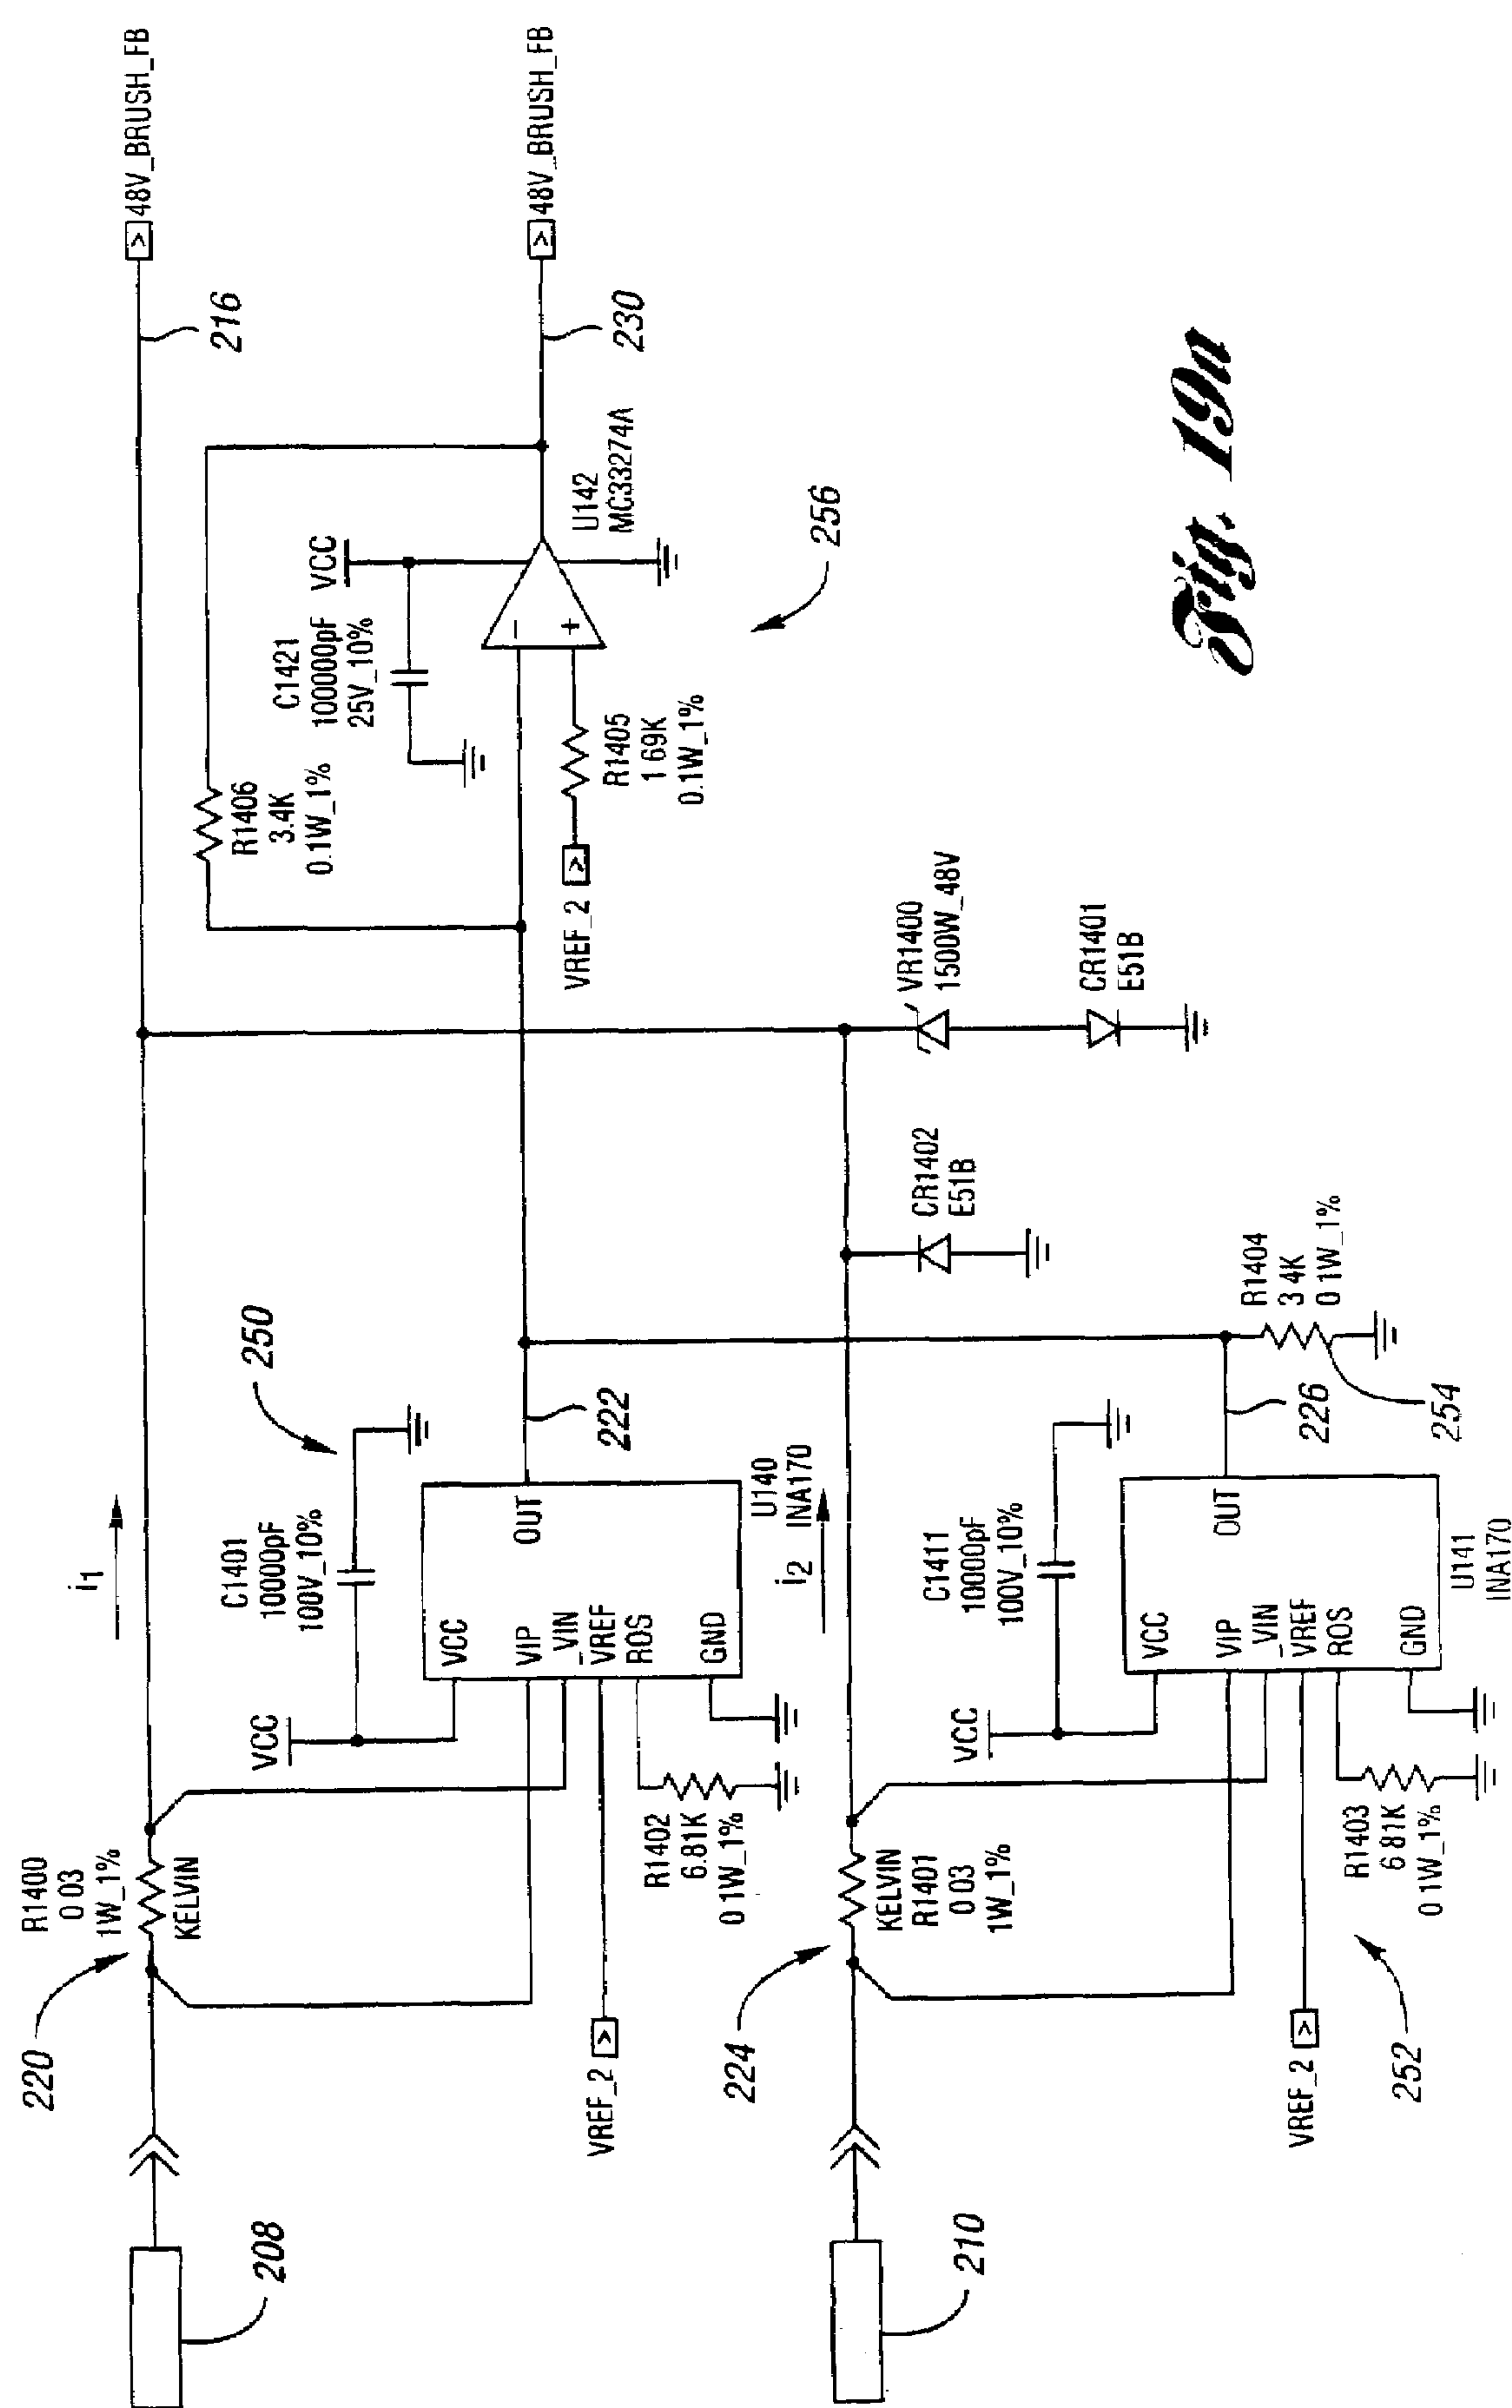 220
R1400
0 03
1W_1%
KELVIN
i1
216
48V_BRUSH_FB
208
VCC
C1401
10000pF
100V_10%
250
VCC
VIP
_VIN
VREF
ROS
GND
OUT
U140
INA170
222
VREF_2
R1402
6.81K
0 1W_1%
R1406
3.4K
0.1W_1%
C1421
100000pF
25V_10%
VCC
-
+
U142
MC33274A
VREF_2
R1405
1 69K
0.1W_1%
230
48V_BRUSH_FB
256
210
224
KELVIN
R1401
0 03
1W_1%
i2
VCC
C1411
10000pF
100V_10%
VCC
VIP
_VIN
VREF
ROS
GND
OUT
U141
INA170
226
VREF_2
252
R1403
6 81K
0 1W_1%
R1404
3 4K
0 1W_1%
254
CR1402
E51B
VR1400
1500W_48V
CR1401
E51B
Fig. 19a